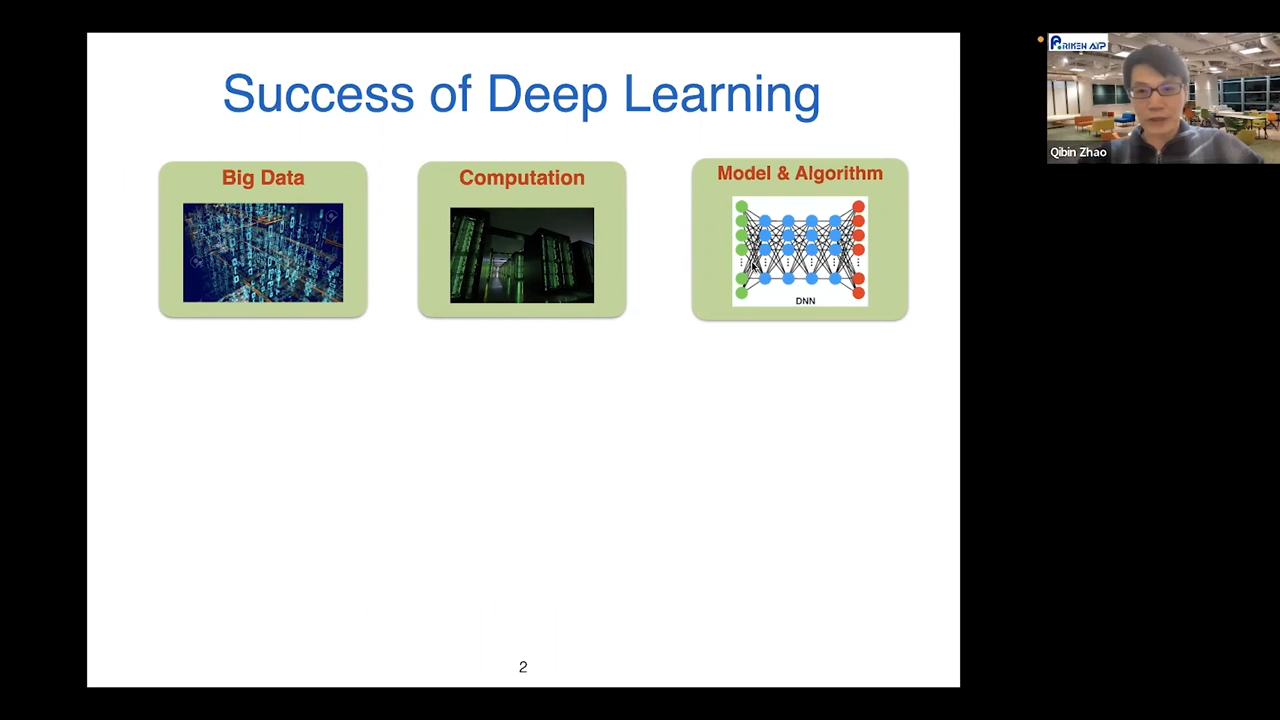 Success of Deep Learning
Big Data
Computation
Model & Algorithm
DNN
2
RIKEN AIP
Qibin Zhao